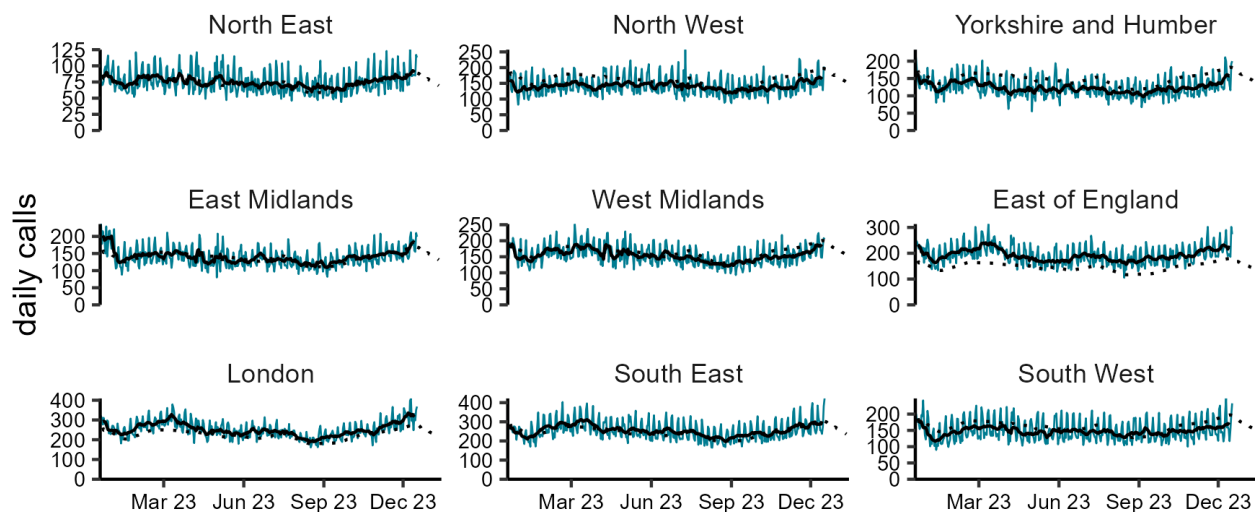 North East North West Yorkshire and Humber
125 100 75 50 25 0
250 200 150 100 50 0
200 150 100 50 0
daily calls
East Midlands West Midlands East of England
200 150 100 50 0
250 200 150 100 50 0
300 200 100 0
London South East South West
400 300 200 100 0
400 300 200 100 0
200 150 100 50 0
Mar 23 Jun 23 Sep 23 Dec 23 Mar 23 Jun 23 Sep 23 Dec 23 Mar 23 Jun 23 Sep 23 Dec 23